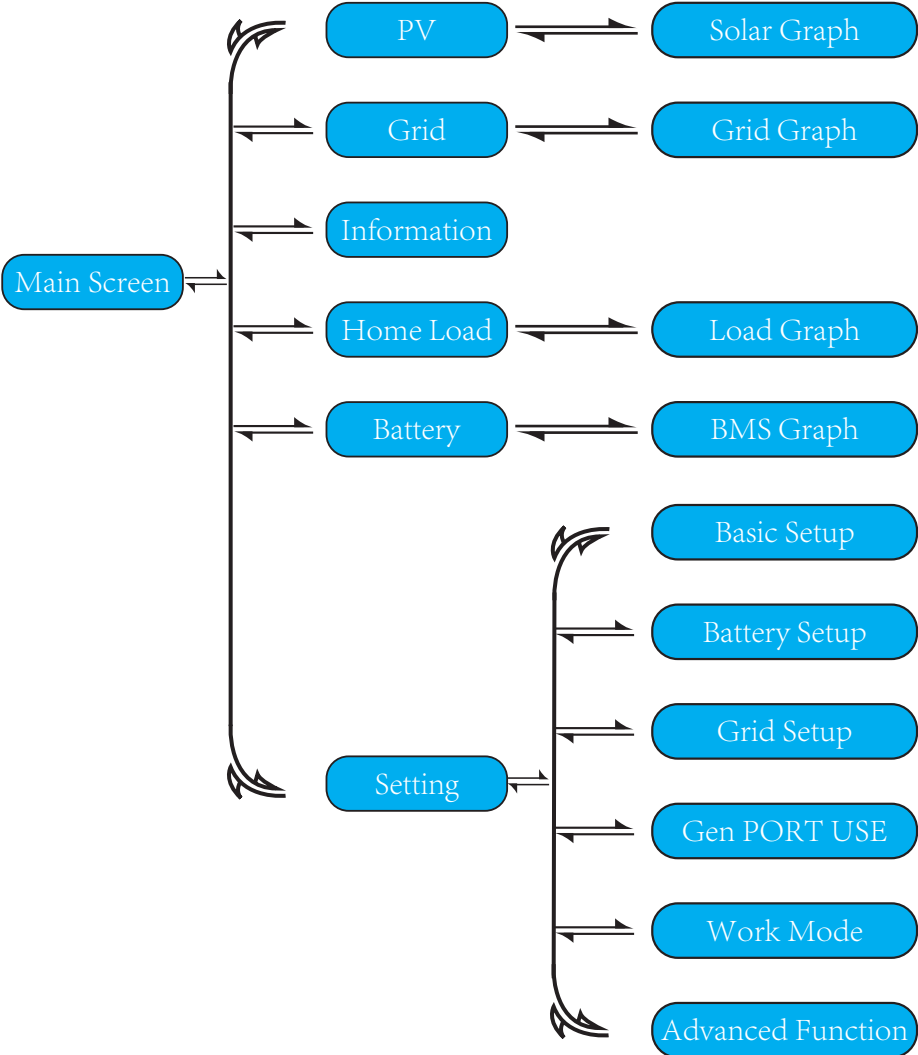 PV
Solar Graph
Grid
Grid Graph
Information
Main Screen
Home Load
Load Graph
Battery
BMS Graph
Basic Setup
Battery Setup
Grid Setup
Setting
Gen PORT USE
Work Mode
Advanced Function